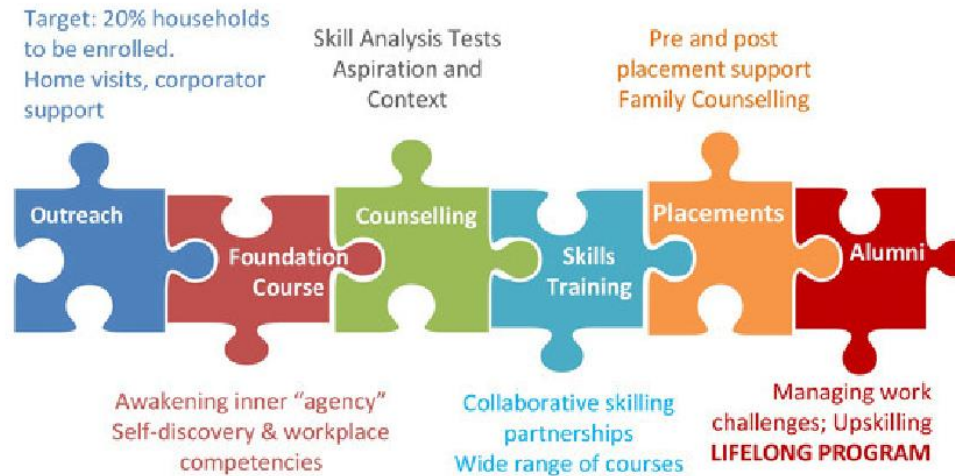 Target: 20% households
to be enrolled.
Home visits, corporator
support
Skill Analysis Tests
Aspiration and
Context
Pre and post
placement support
Family Counselling
Outreach
Foundation
Course
Counselling
Skills
Training
Placements
Alumni
Awakening inner “agency”
Self-discovery & workplace
competencies
Collaborative skilling
partnerships
Wide range of courses
Managing work
challenges; Upskilling
LIFELONG PROGRAM